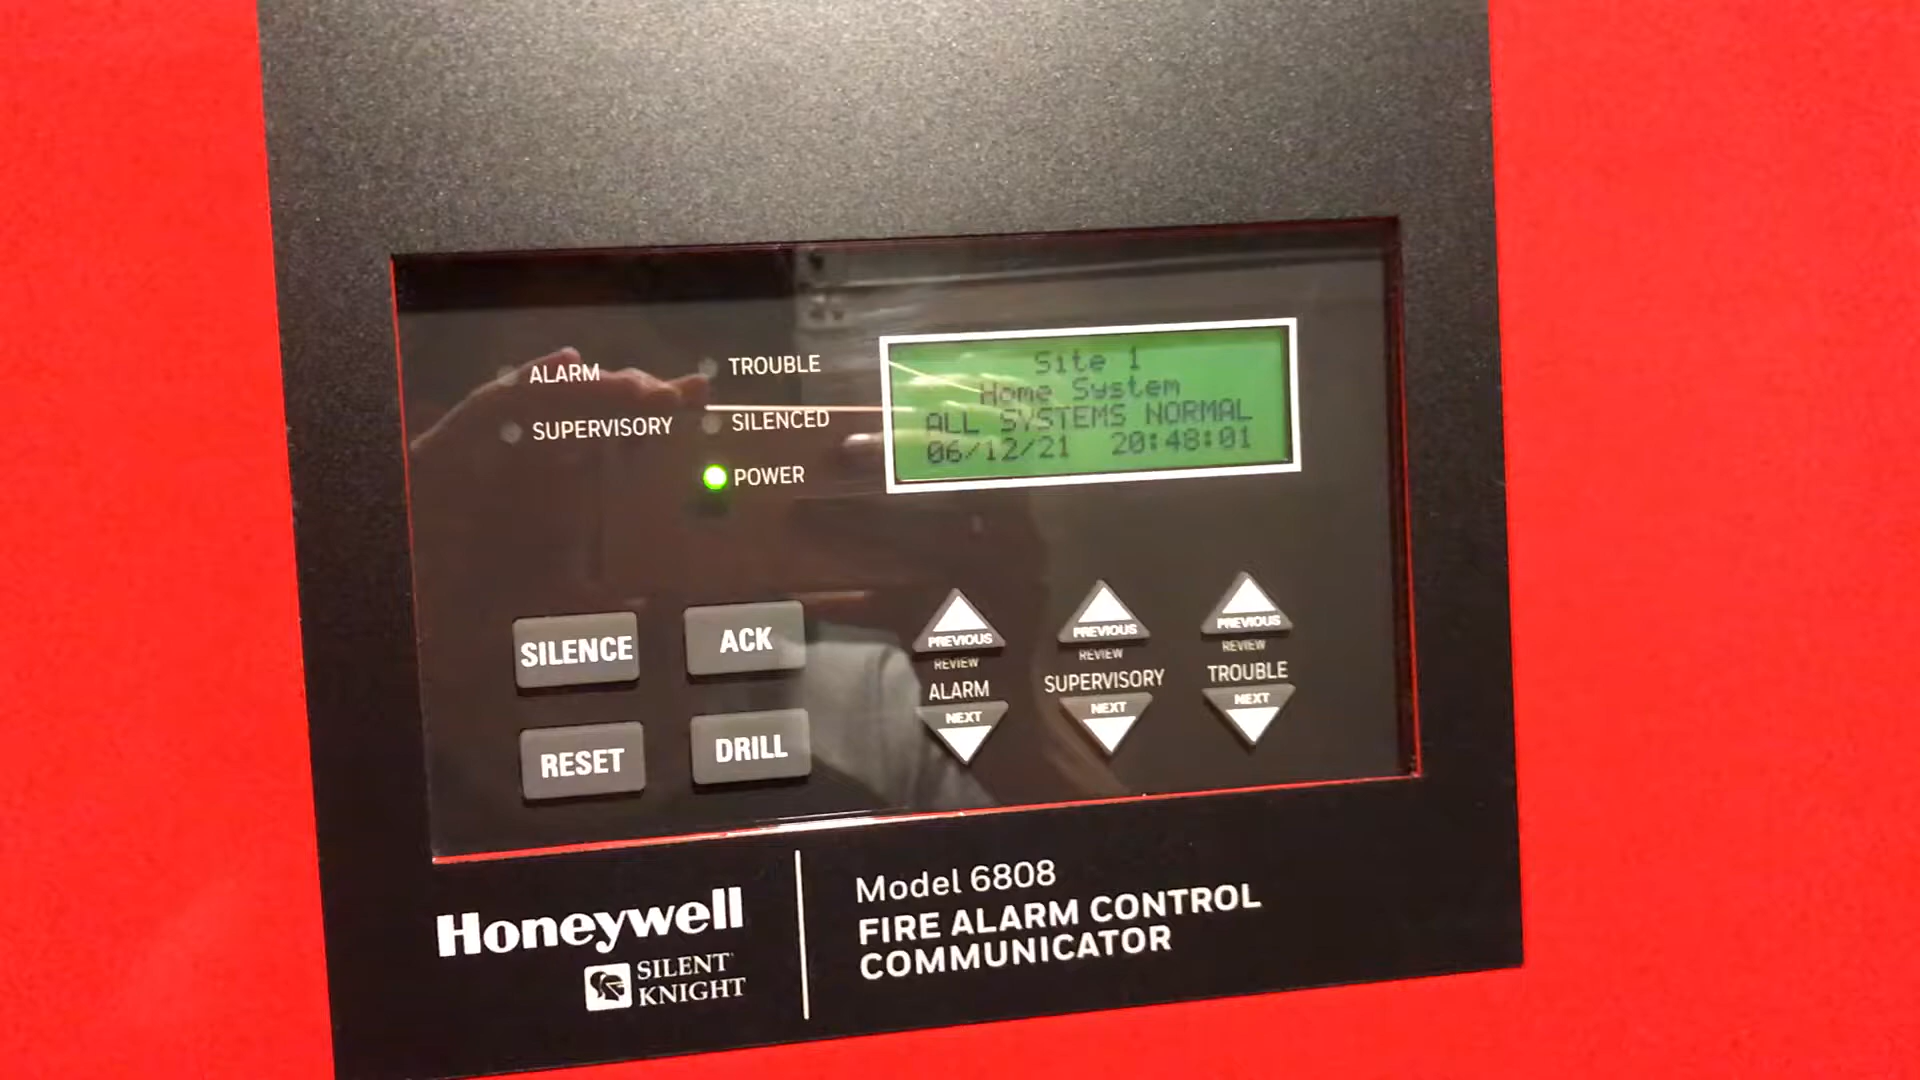 ALARM
TROUBLE
SUPERVISORY
SILENCED
POWER
Site 1
Home System
ALL SYSTEMS NORMAL
06/12/21 20:48:01
SILENCE
ACK
RESET
DRILL
PREVIOUS
REVIEW
ALARM
NEXT
PREVIOUS
REVIEW
SUPERVISORY
NEXT
PREVIOUS
REVIEW
TROUBLE
NEXT
Honeywell
SILENT
KNIGHT
Model 6808
FIRE ALARM CONTROL
COMMUNICATOR